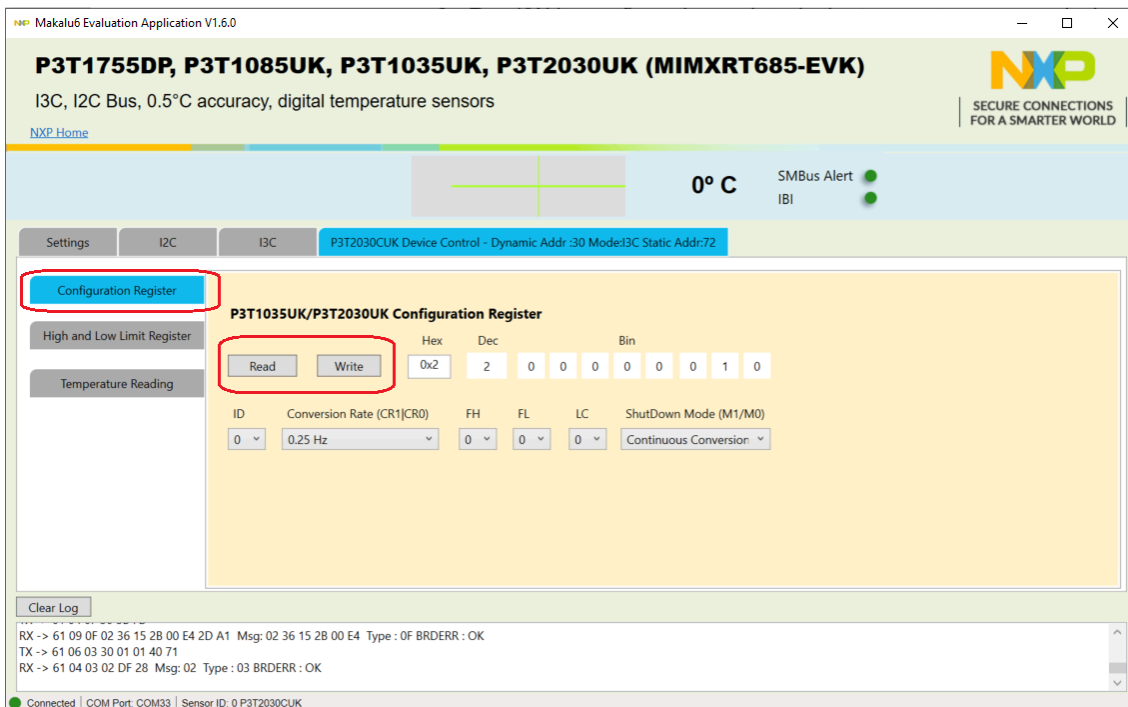 NXP Makalu6 Evaluation Application V1.6.0
P3T1755DP, P3T1085UK, P3T1035UK, P3T2030UK (MIMXRT685-EVK)
I3C, I2C Bus, 0.5°C accuracy, digital temperature sensors
NXP Home
NXP
SECURE CONNECTIONS
FOR A SMARTER WORLD
0º C
SMBus Alert
IBI
Settings I2C I3C P3T2030CUK Device Control - Dynamic Addr :30 Mode:I3C Static Addr:72
Configuration Register
High and Low Limit Register
Temperature Reading
P3T1035UK/P3T2030UK Configuration Register
Hex Dec Bin
Read Write 0x2 2 0 0 0 0 0 0 1 0
ID Conversion Rate (CR1|CR0) FH FL LC ShutDown Mode (M1/M0)
0 0.25 Hz 0 0 0 Continuous Conversion
Clear Log
RX -> 61 09 0F 02 36 15 2B 00 E4 2D A1 Msg: 02 36 15 2B 00 E4 Type : 0F BRDERR : OK
TX -> 61 06 03 30 01 01 40 71
RX -> 61 04 03 02 DF 28 Msg: 02 Type : 03 BRDERR : OK
Connected COM Port: COM33 Sensor ID: 0 P3T2030CUK